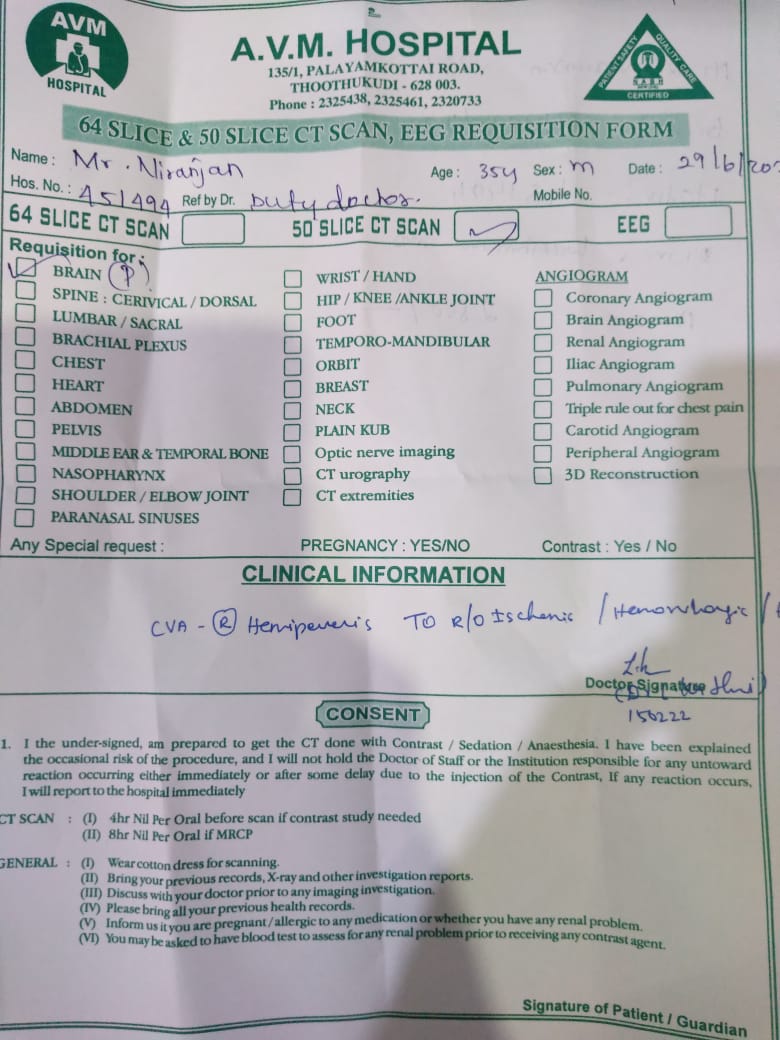 AVM
HOSPITAL
A.V.M. HOSPITAL
135/1, PALAYAMKOTTAI ROAD,
THOOTHUKUDI - 628 003.
Phone : 2325438, 2325461, 2320733
PATIENT SAFETY QUALITY CARE
CERTIFIED
64 SLICE & 50 SLICE CT SCAN, EEG REQUISITION FORM
Name : Mr. Niranjan Age : 35y Sex : m Date : 29/6/20
Hos. No. : 451494 Ref by Dr. Duty doctor. Mobile No.
64 SLICE CT SCAN 50 SLICE CT SCAN EEG
Requisition for :
BRAIN (P)
SPINE : CERIVICAL / DORSAL
LUMBAR / SACRAL
BRACHIAL PLEXUS
CHEST
HEART
ABDOMEN
PELVIS
MIDDLE EAR & TEMPORAL BONE
NASOPHARYNX
SHOULDER / ELBOW JOINT
PARANASAL SINUSES
WRIST / HAND
HIP / KNEE /ANKLE JOINT
FOOT
TEMPORO-MANDIBULAR
ORBIT
BREAST
NECK
PLAIN KUB
Optic nerve imaging
CT urography
CT extremities
ANGIOGRAM
Coronary Angiogram
Brain Angiogram
Renal Angiogram
Iliac Angiogram
Pulmonary Angiogram
Triple rule out for chest pain
Carotid Angiogram
Peripheral Angiogram
3D Reconstruction
Any Special request : PREGNANCY : YES/NO Contrast : Yes / No
CLINICAL INFORMATION
CVA - R Hemiperesis TO R/O Ischemic / Hemorrhagic /
Doctor Signature
150222
CONSENT
1. I the under-signed, am prepared to get the CT done with Contrast / Sedation / Anaesthesia. I have been explained
the occasional risk of the procedure, and I will not hold the Doctor of Staff or the Institution responsible for any untoward
reaction occurring either immediately or after some delay due to the injection of the Contrast, If any reaction occurs,
I will report to the hospital immediately
CT SCAN : (I) 4hr Nil Per Oral before scan if contrast study needed
(II) 8hr Nil Per Oral if MRCP
GENERAL : (I) Wear cotton dress for scanning.
(II) Bring your previous records, X-ray and other investigation reports.
(III) Discuss with your doctor prior to any imaging investigation.
(IV) Please bring all your previous health records.
(V) Inform us it you are pregnant / allergic to any medication or whether you have any renal problem.
(VI) You may be asked to have blood test to assess for any renal problem prior to receiving any contrast agent.
Signature of Patient / Guardian